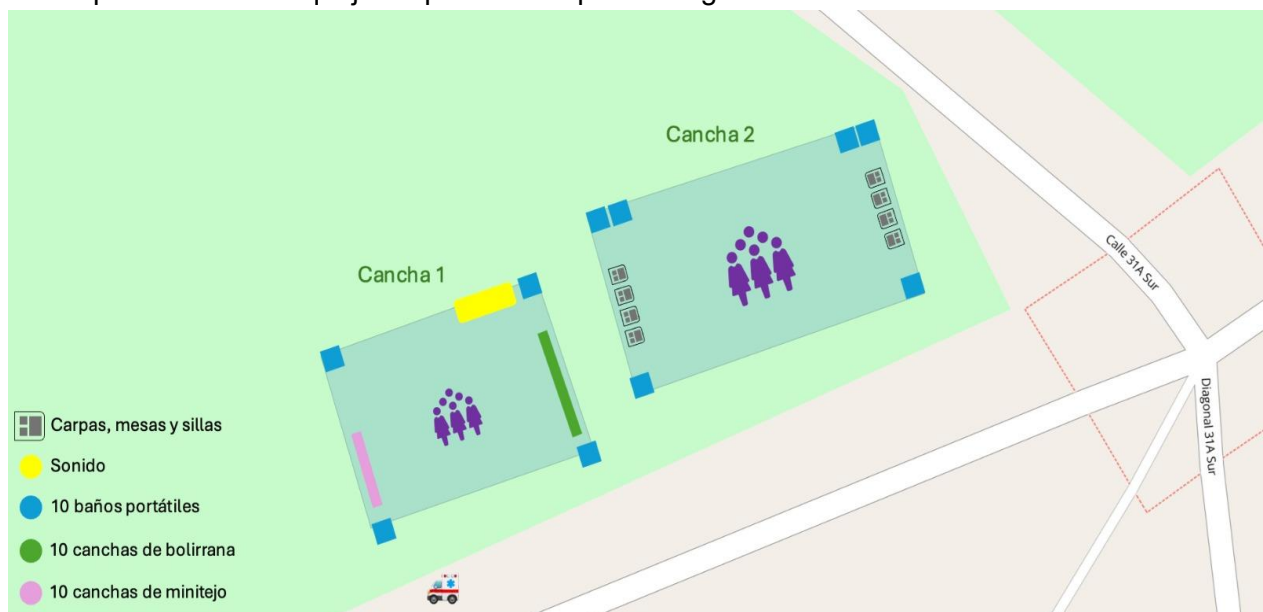 Cancha 2
Cancha 1
Calle 31A Sur
Diagonal 31A Sur
Carpas, mesas y sillas
Sonido
10 baños portátiles
10 canchas de bolirrana
10 canchas de minitejo